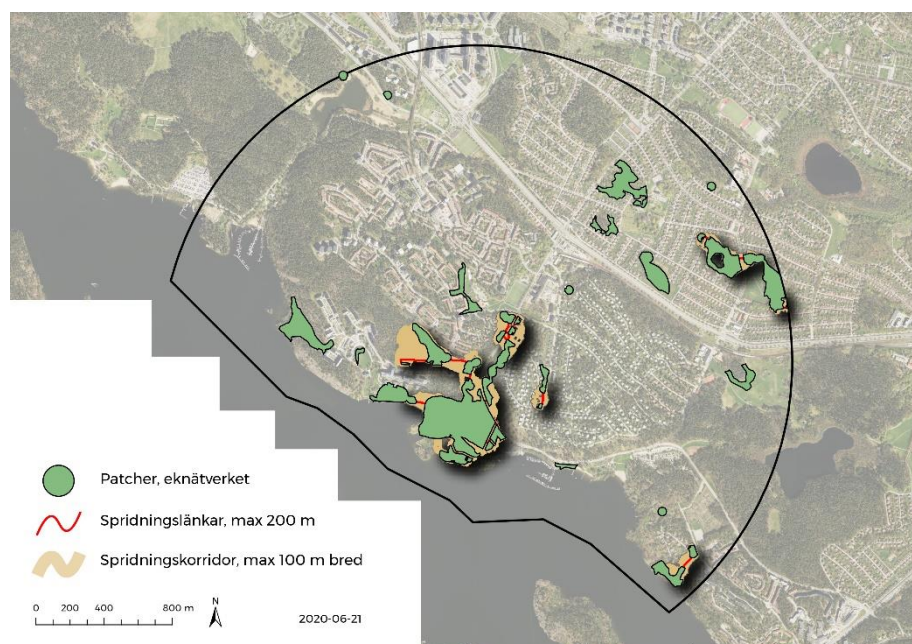 Patcher, eknätverket
Spridningslänkar, max 200 m
Spridningskorridor, max 100 m bred
0 200 400 800 m
N
2020-06-21